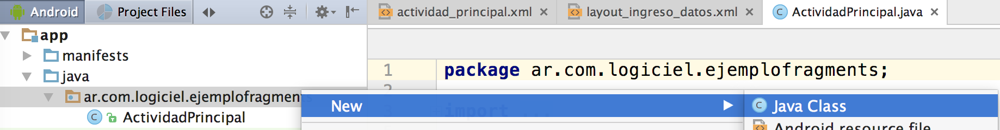 Android Project Files actividad_principal.xml layout_ingreso_datos.xml ActividadPrincipal.java
app
manifests
1 package ar.com.logiciel.ejemplofragments;
java
2
ar.com.logiciel.ejemplofragments
New Java Class
3 import ...
ActividadPrincipal
Android resource file